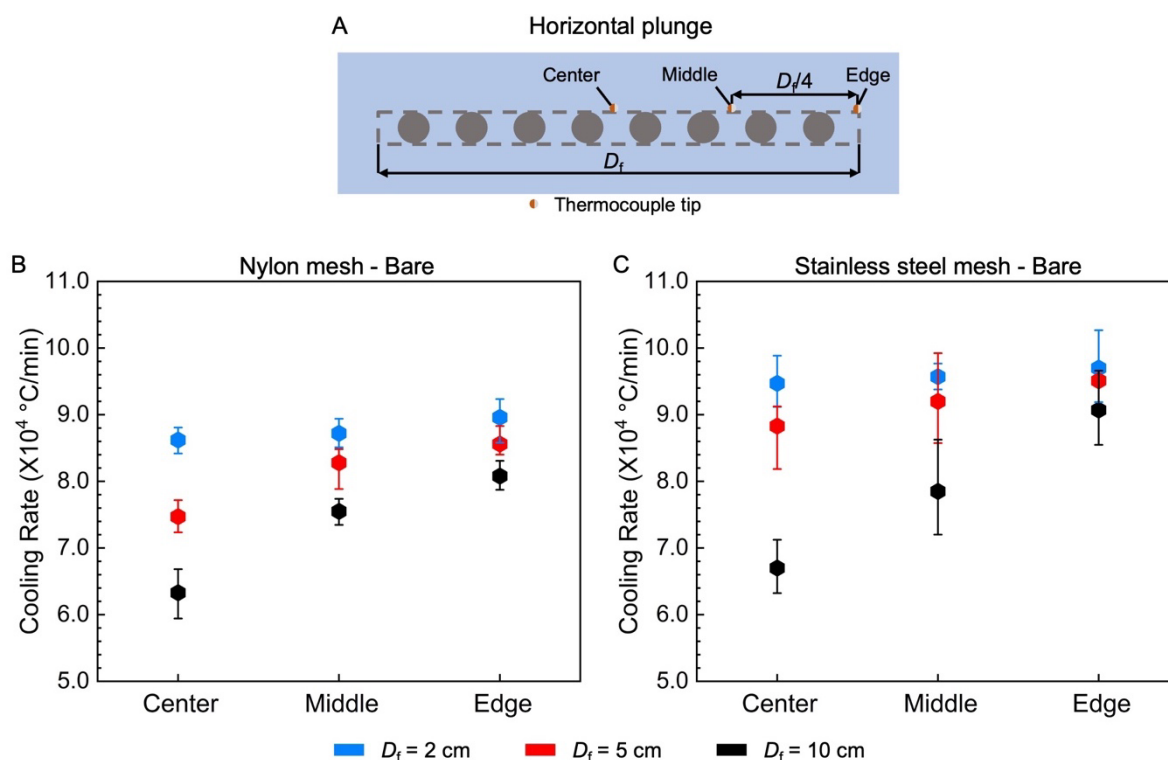 A
Horizontal plunge
Center
Middle
Df/4
Edge
Df
Thermocouple tip
B
Nylon mesh - Bare
Cooling Rate (X10⁴ °C/min)
11.0
10.0
9.0
8.0
7.0
6.0
5.0
Center Middle Edge
C
Stainless steel mesh - Bare
Cooling Rate (X10⁴ °C/min)
11.0
10.0
9.0
8.0
7.0
6.0
5.0
Center Middle Edge
Df = 2 cm Df = 5 cm Df = 10 cm